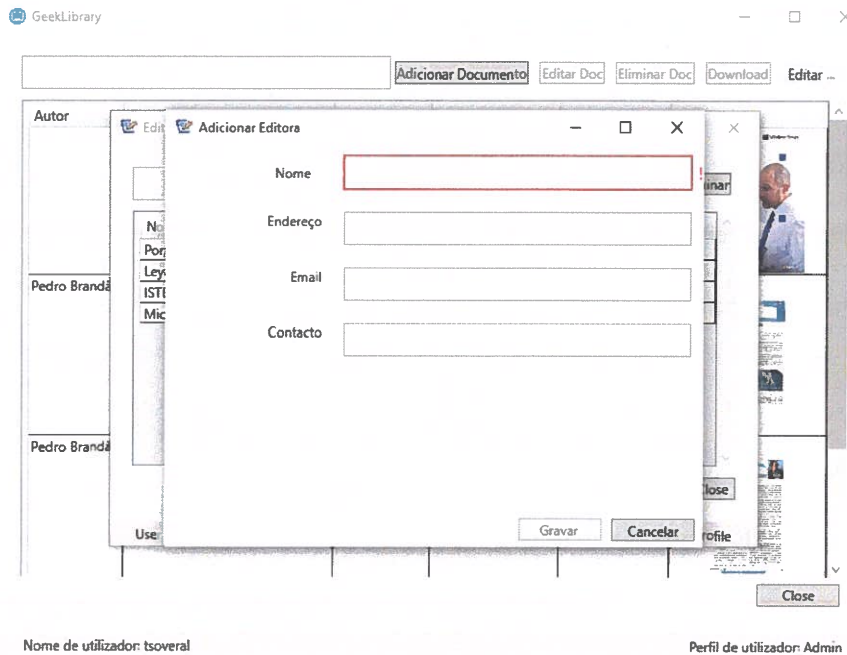 GeekLibrary
Adicionar Documento Editar Doc Eliminar Doc Download Editar ...
Autor
Adicionar Editora
Nome
!
Endereço
Email
Contacto
Pedro Brandã
Pedro Brandã
Gravar Cancelar
Close
Nome de utilizador: tsoveral Perfil de utilizador: Admin